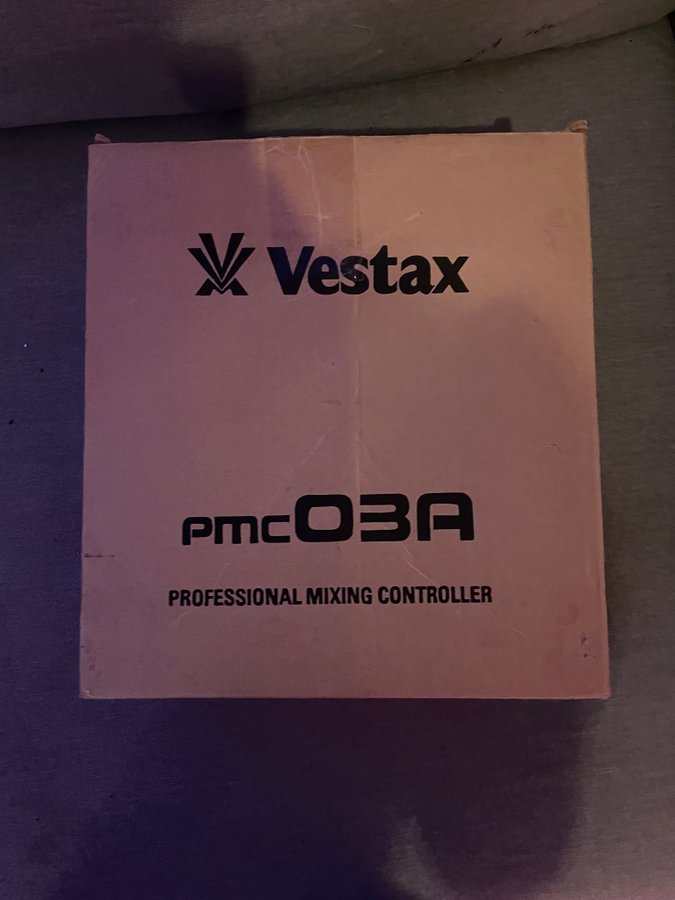 Vestax
PMC03A
PROFESSIONAL MIXING CONTROLLER